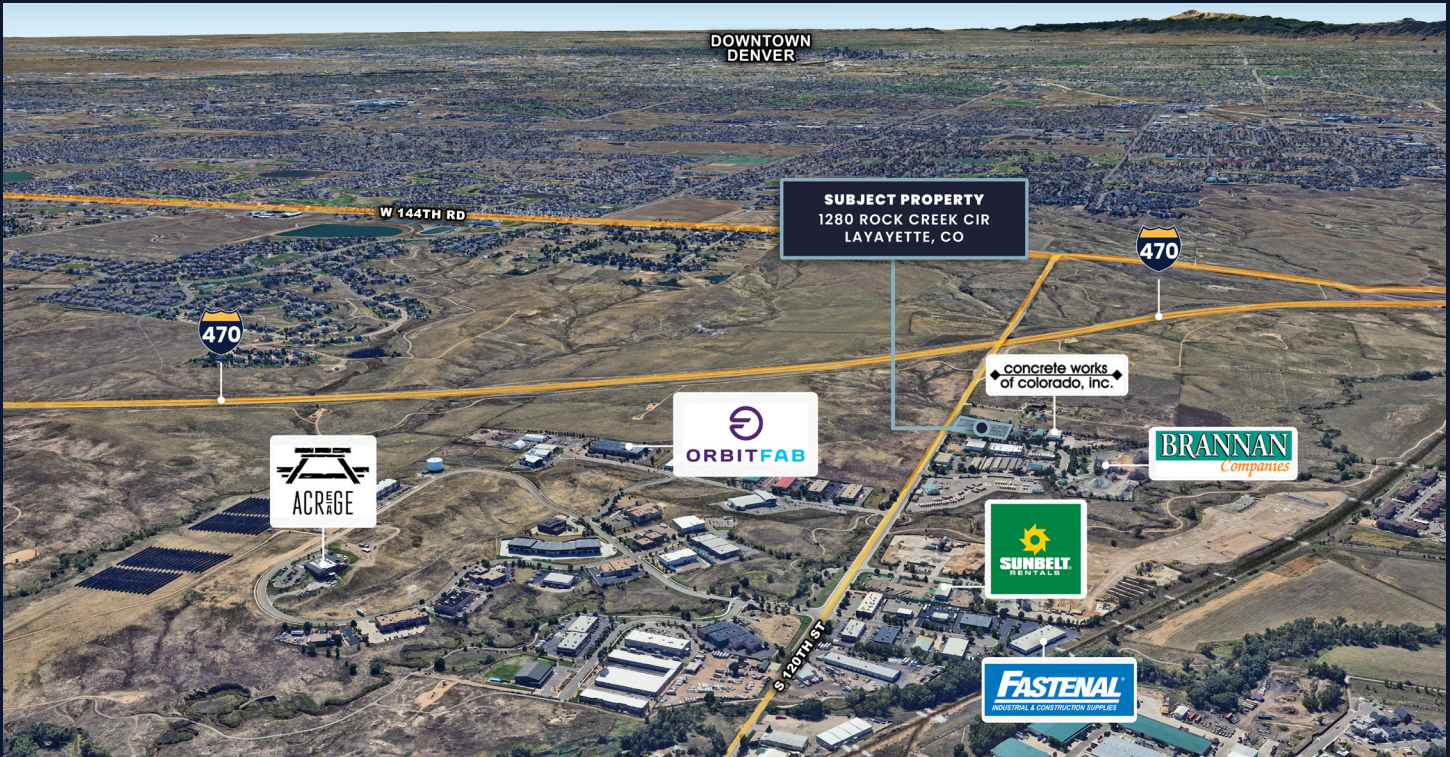 DOWNTOWN
DENVER
W 144TH RD
SUBJECT PROPERTY
1280 ROCK CREEK CIR
LAYAYETTE, CO
470
470
concrete works
of colorado, inc.
ORBITFAB
BRANNAN
Companies
ACREAGE
SUNBELT
RENTALS
S 120TH ST
FASTENAL
INDUSTRIAL & CONSTRUCTION SUPPLIES